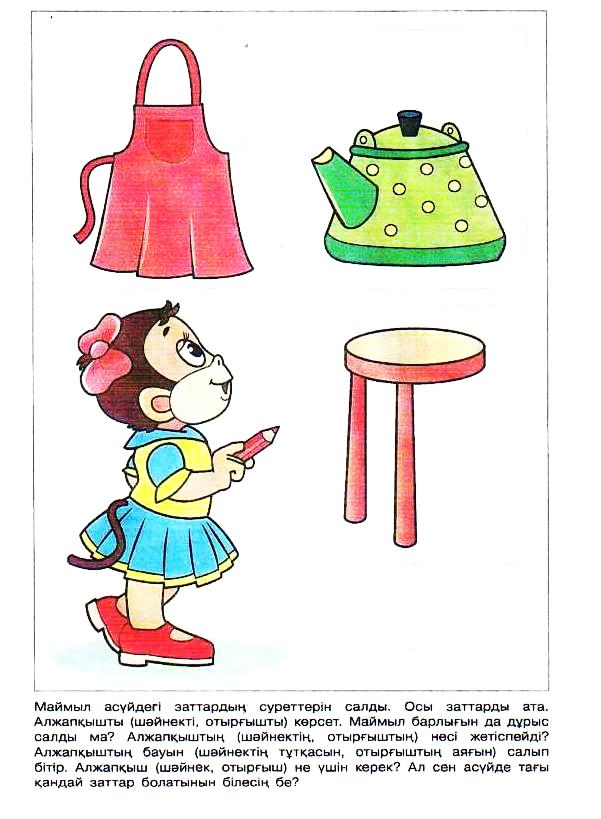 Маймыл асүйдегі заттардың суреттерін салды. Осы заттарды ата.
Алжапқышты (шәйнекті, отырғышты) көрсет. Маймыл барлығын да дұрыс
салды ма? Алжапқыштың (шәйнектің, отырғыштың) несі жетіспейді?
Алжапқыштың бауын (шәйнектің тұтқасын, отырғыштың аяғын) салып
бітір. Алжапқыш (шәйнек, отырғыш) не үшін керек? Ал сен асүйде тағы
қандай заттар болатынын білесің бе?